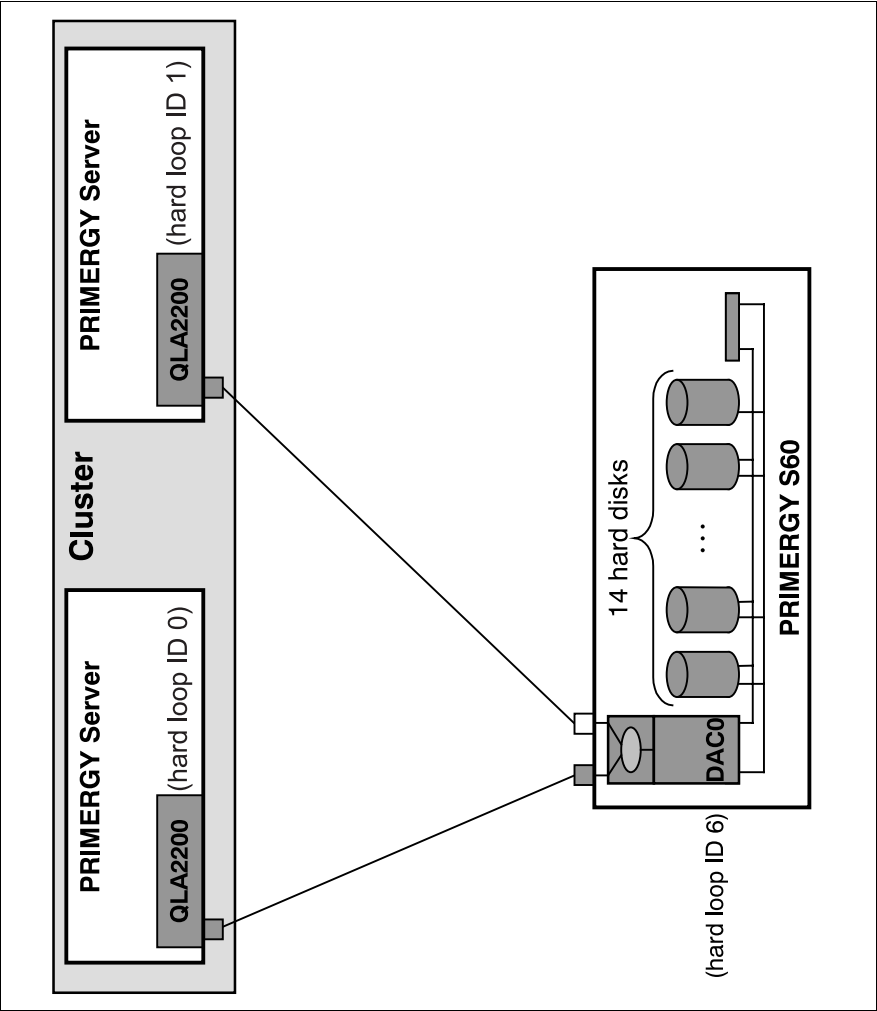 PRIMERGY Server
(hard loop ID 0)
QLA2200
Cluster
PRIMERGY Server
(hard loop ID 1)
QLA2200
14 hard disks
...
DAC0
(hard loop ID 6)
PRIMERGY S60